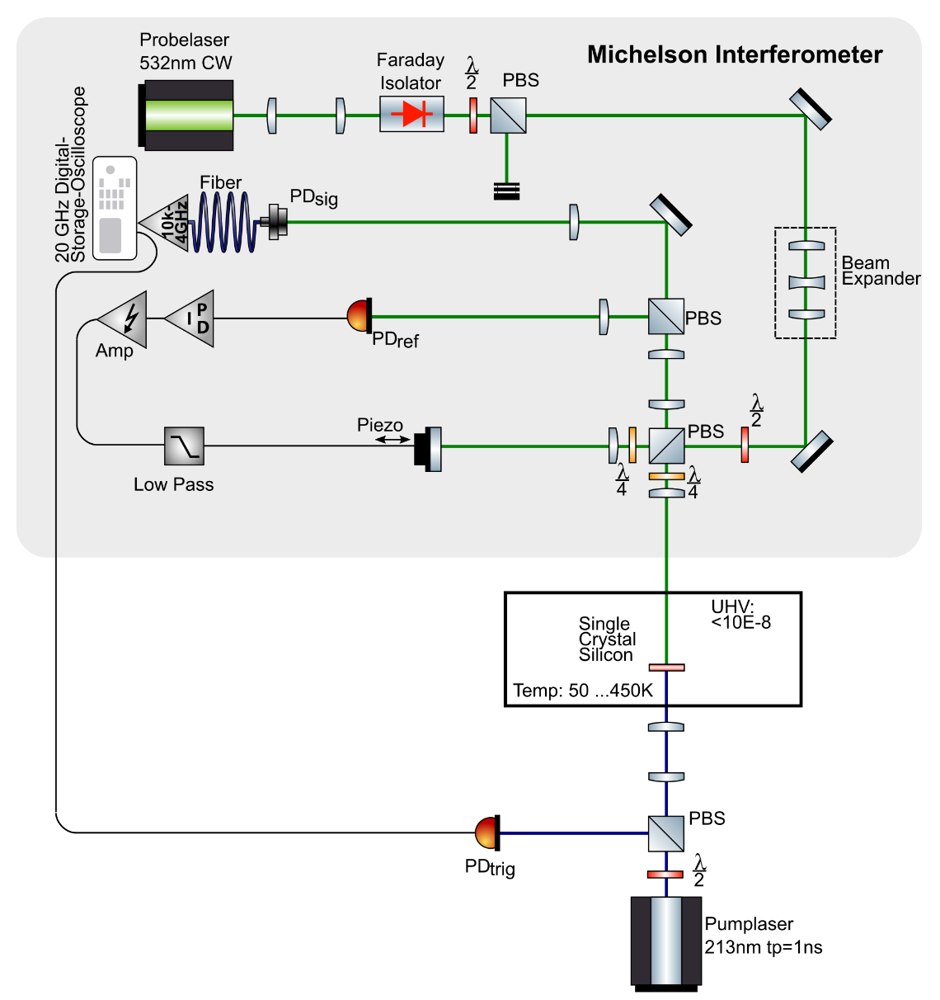 Probelaser
532nm CW
Faraday
Isolator
λ
2
PBS
Michelson Interferometer
20 GHz Digital-
Storage-Oscilloscope
Fiber
10k-
4GHz
PDsig
Beam
Expander
P
I
D
Amp
PDref
PBS
Piezo
Low Pass
λ
4
PBS
λ
4
λ
2
UHV:
<10E-8
Single
Crystal
Silicon
Temp: 50 ...450K
PBS
PDtrig
λ
2
Pumplaser
213nm tp=1ns